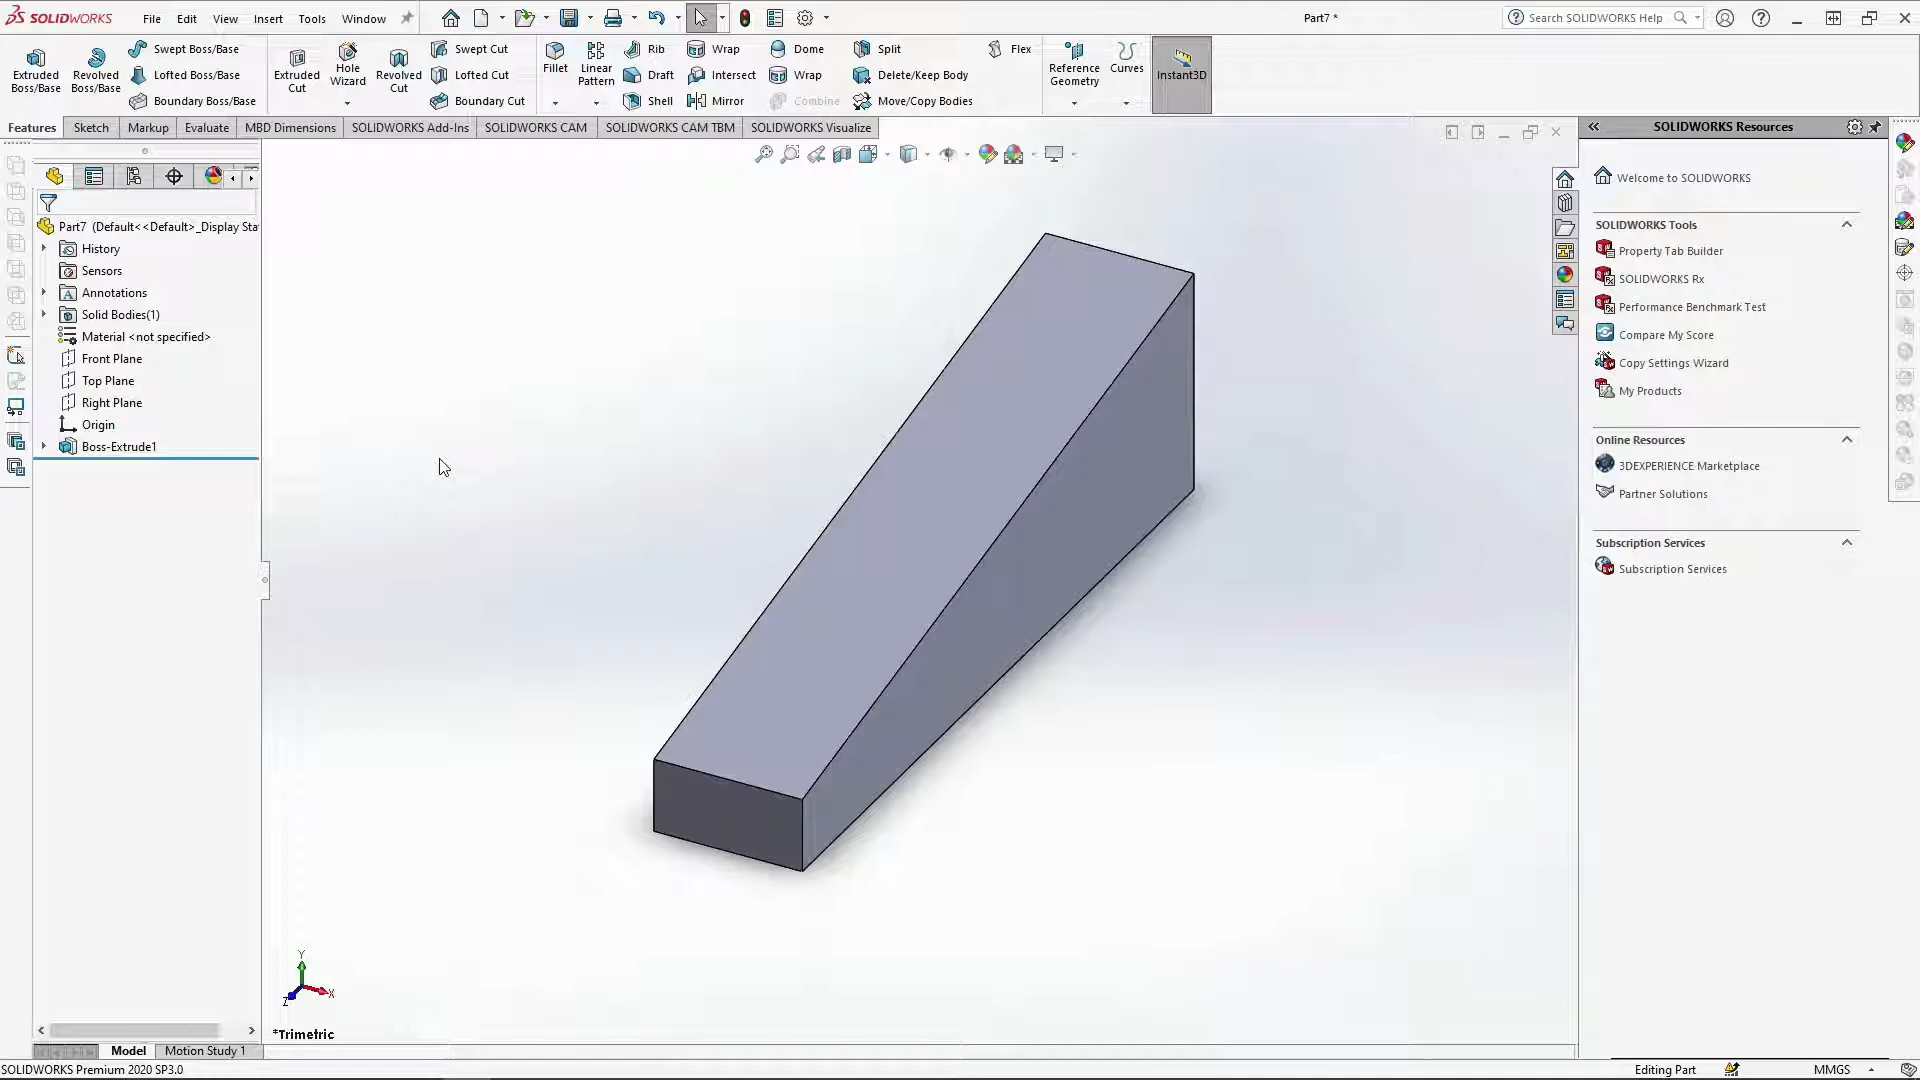 SOLIDWORKS File Edit View Insert Tools Window Part7 * Search SOLIDWORKS Help
Extruded Boss/Base
Revolved Boss/Base
Swept Boss/Base
Lofted Boss/Base
Boundary Boss/Base
Extruded Cut
Hole Wizard
Revolved Cut
Swept Cut
Lofted Cut
Boundary Cut
Fillet
Linear Pattern
Rib
Draft
Shell
Wrap
Intersect
Mirror
Dome
Wrap
Combine
Split
Delete/Keep Body
Move/Copy Bodies
Flex
Reference Geometry
Curves
Instant3D
Features Sketch Markup Evaluate MBD Dimensions SOLIDWORKS Add-Ins SOLIDWORKS CAM SOLIDWORKS CAM TBM SOLIDWORKS Visualize
Part7 (Default<<Default>_Display Sta
History
Sensors
Annotations
Solid Bodies(1)
Material <not specified>
Front Plane
Top Plane
Right Plane
Origin
Boss-Extrude1
Y
X
Z
*Trimetric
SOLIDWORKS Resources
Welcome to SOLIDWORKS
SOLIDWORKS Tools
Property Tab Builder
SOLIDWORKS Rx
Performance Benchmark Test
Compare My Score
Copy Settings Wizard
My Products
Online Resources
3DEXPERIENCE Marketplace
Partner Solutions
Subscription Services
Subscription Services
Model Motion Study 1
SOLIDWORKS Premium 2020 SP3.0 Editing Part MMGS